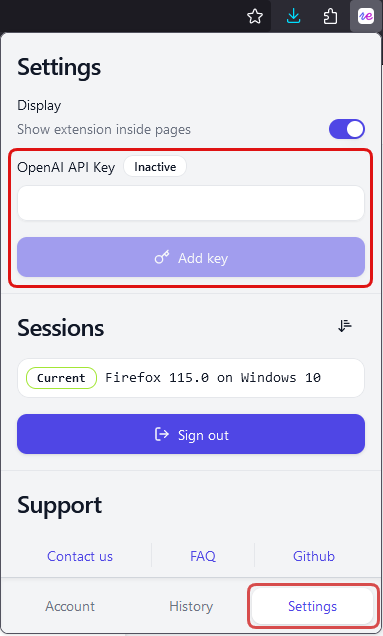 Settings
Display
Show extension inside pages
OpenAI API Key Inactive
Add key
Sessions
Current Firefox 115.0 on Windows 10
Sign out
Support
Contact us FAQ Github
Account History Settings